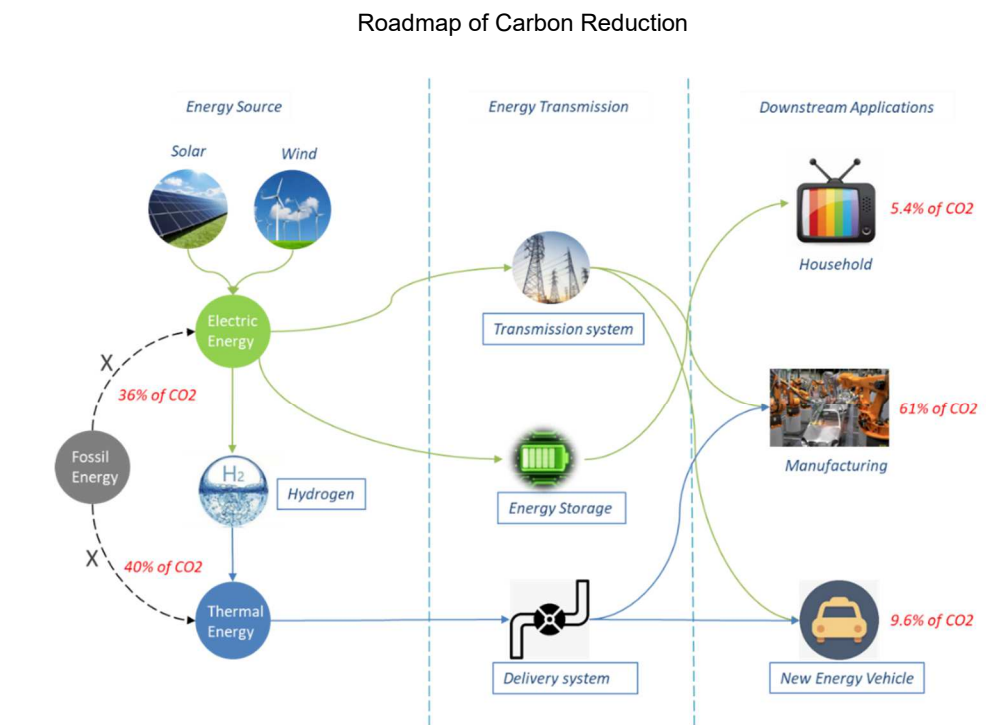 Roadmap of Carbon Reduction
Energy Source
Energy Transmission
Downstream Applications
Solar
Wind
5.4% of CO2
Household
Electric
Energy
Transmission system
X
36% of CO2
61% of CO2
Fossil
Energy
H2
Hydrogen
Manufacturing
Energy Storage
X
40% of CO2
Thermal
Energy
9.6% of CO2
Delivery system
New Energy Vehicle